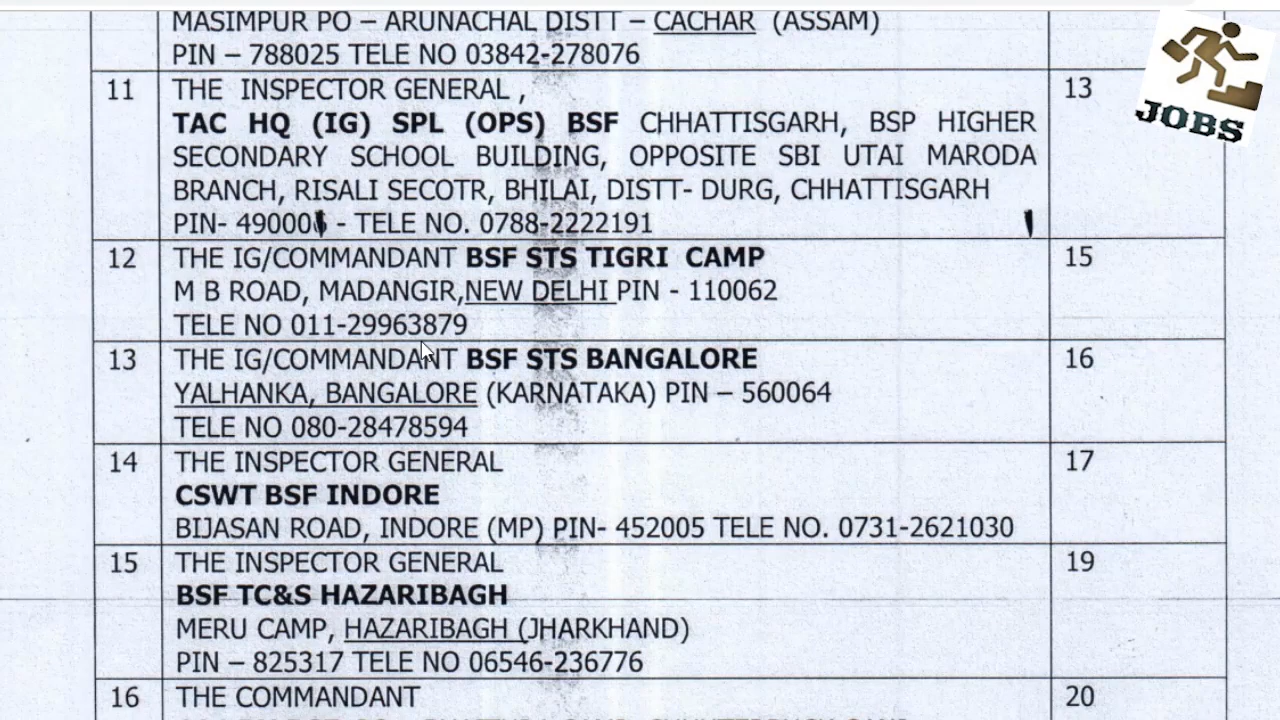 MASIMPUR PO – ARUNACHAL DISTT – CACHAR (ASSAM)
PIN – 788025 TELE NO 03842-278076
11 THE INSPECTOR GENERAL , 13
TAC HQ (IG) SPL (OPS) BSF CHHATTISGARH, BSP HIGHER
SECONDARY SCHOOL BUILDING, OPPOSITE SBI UTAI MARODA
BRANCH, RISALI SECOTR, BHILAI, DISTT- DURG, CHHATTISGARH
PIN- - TELE NO. 0788-2222191
12 THE IG/COMMANDANT BSF STS TIGRI CAMP 15
M B ROAD, MADANGIR,NEW DELHI PIN - 110062
TELE NO 011-29963879
13 THE IG/COMMANDANT BSF STS BANGALORE 16
YALHANKA, BANGALORE (KARNATAKA) PIN – 560064
TELE NO 080-28478594
14 THE INSPECTOR GENERAL 17
CSWT BSF INDORE
BIJASAN ROAD, INDORE (MP) PIN- 452005 TELE NO. 0731-2621030
15 THE INSPECTOR GENERAL 19
BSF TC&S HAZARIBAGH
MERU CAMP, HAZARIBAGH (JHARKHAND)
PIN – 825317 TELE NO 06546-236776
16 THE COMMANDANT 20
JOBS